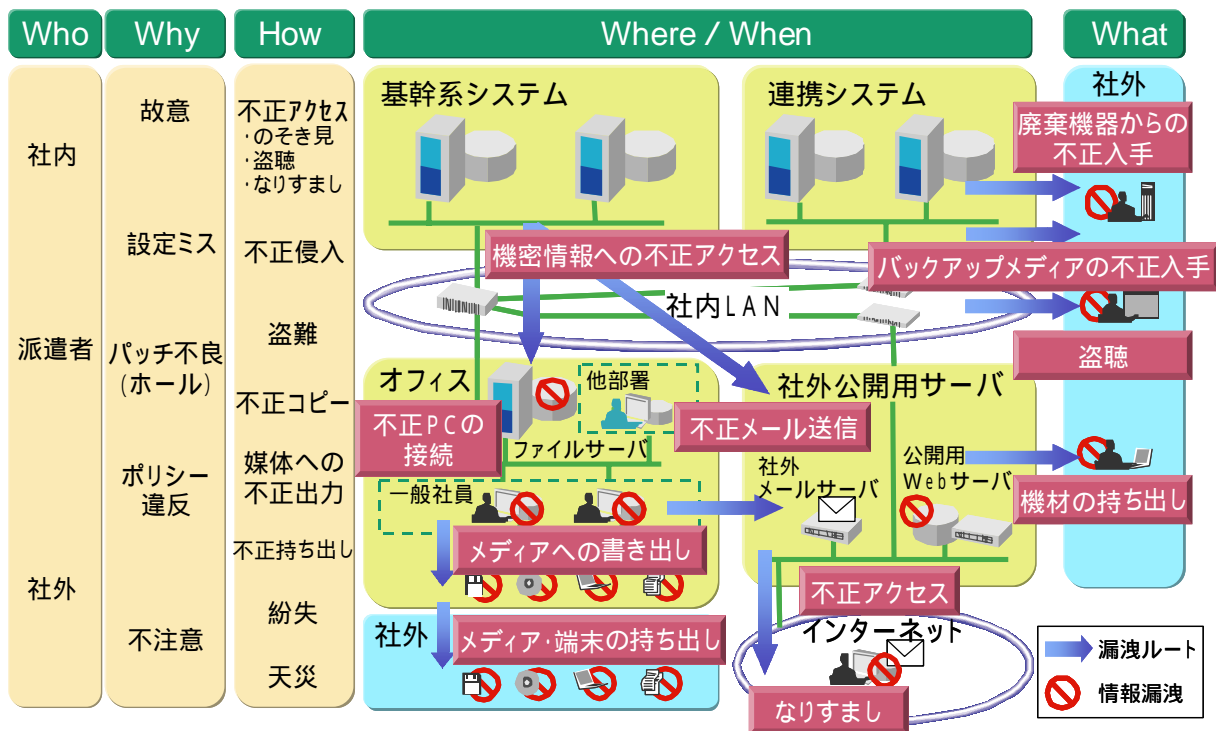 Who
Why
How
Where / When
What
社内
派遣者
社外
故意
設定ミス
パッチ不良
(ホール)
ポリシー
違反
不注意
不正アクセス
・のぞき見
・盗聴
・なりすまし
不正侵入
盗難
不正コピー
媒体への
不正出力
不正持ち出し
紛失
天災
基幹系システム
連携システム
機密情報への不正アクセス
社内LAN
オフィス
他部署
不正PCの
接続
ファイルサーバ
一般社員
メディアへの書き出し
社外
メディア・端末の持ち出し
社外公開用サーバ
不正メール送信
社外
メールサーバ
公開用
Webサーバ
不正アクセス
インターネット
なりすまし
社外
廃棄機器からの
不正入手
バックアップメディアの不正入手
盗聴
機材の持ち出し
漏洩ルート
情報漏洩